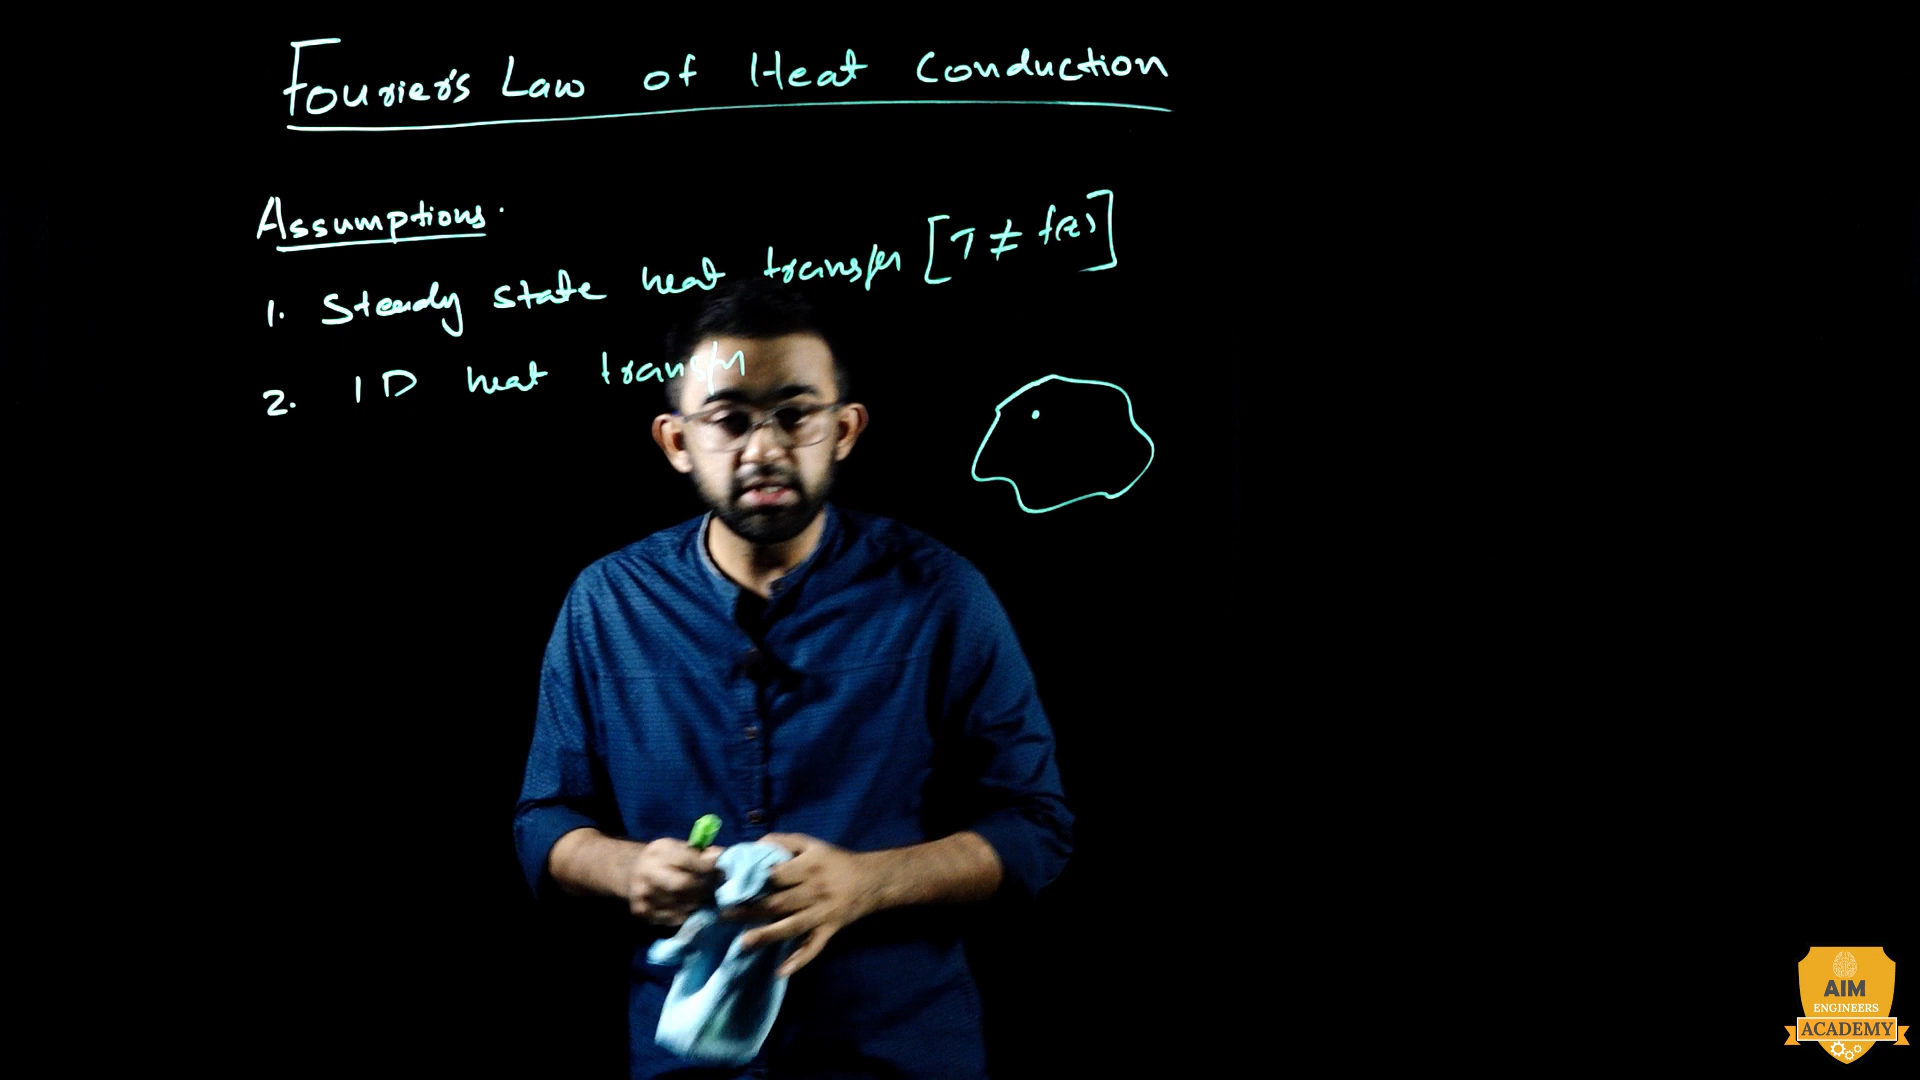 Fourier's Law of Heat Conduction
Assumptions.
1. Steady state heat transfer [T ≠ f(z)]
2. 1D heat transfer
AIM
ENGINEERS
ACADEMY